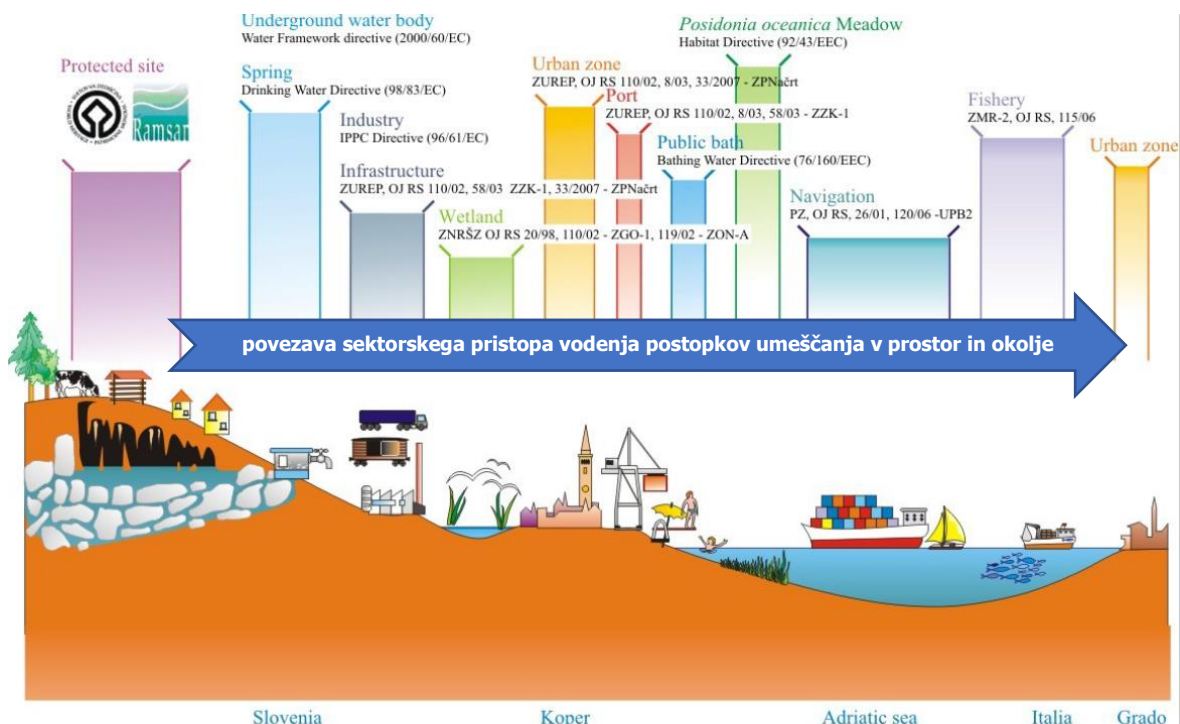 Underground water body
Water Framework directive (2000/60/EC)
Protected site
Ramsar
Spring
Drinking Water Directive (98/83/EC)
Industry
IPPC Directive (96/61/EC)
Infrastructure
ZUREP, OJ RS 110/02, 58/03 ZZK-1, 33/2007 - ZPNačrt
Wetland
ZNRŠZ OJ RS 20/98, 110/02 - ZGO-1, 119/02 - ZON-A
Urban zone
ZUREP, OJ RS 110/02, 8/03, 33/2007 - ZPNačrt
Port
ZUREP, OJ RS 110/02, 8/03, 58/03 - ZZK-1
Public bath
Bathing Water Directive (76/160/EEC)
Posidonia oceanica Meadow
Habitat Directive (92/43/EEC)
Navigation
PZ, OJ RS, 26/01, 120/06 -UPB2
Fishery
ZMR-2, OJ RS, 115/06
Urban zone
povezava sektorskega pristopa vodenja postopkov umeščanja v prostor in okolje
Slovenia
Koper
Adriatic sea
Italia
Grado